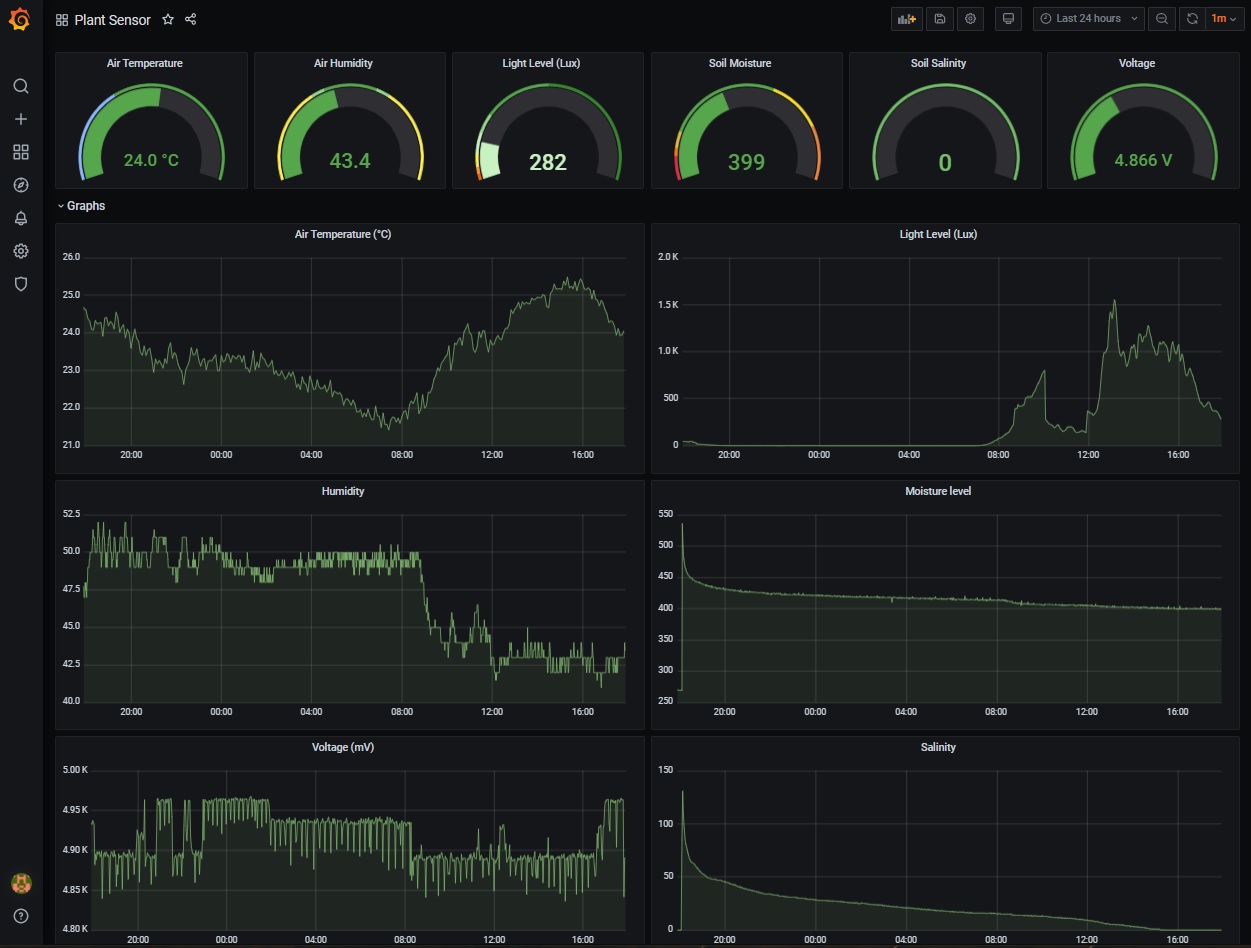 Plant Sensor
Last 24 hours
1m
Air Temperature
24.0 °C
Air Humidity
43.4
Light Level (Lux)
282
Soil Moisture
399
Soil Salinity
0
Voltage
4.866 V
Graphs
Air Temperature (°C)
26.0
25.0
24.0
23.0
22.0
21.0
20:00 00:00 04:00 08:00 12:00 16:00
Light Level (Lux)
2.0 K
1.5 K
1.0 K
500
0
20:00 00:00 04:00 08:00 12:00 16:00
Humidity
52.5
50.0
47.5
45.0
42.5
40.0
20:00 00:00 04:00 08:00 12:00 16:00
Moisture level
550
500
450
400
350
300
250
20:00 00:00 04:00 08:00 12:00 16:00
Voltage (mV)
5.00 K
4.95 K
4.90 K
4.85 K
4.80 K
20:00 00:00 04:00 08:00 12:00 16:00
Salinity
150
100
50
0
20:00 00:00 04:00 08:00 12:00 16:00